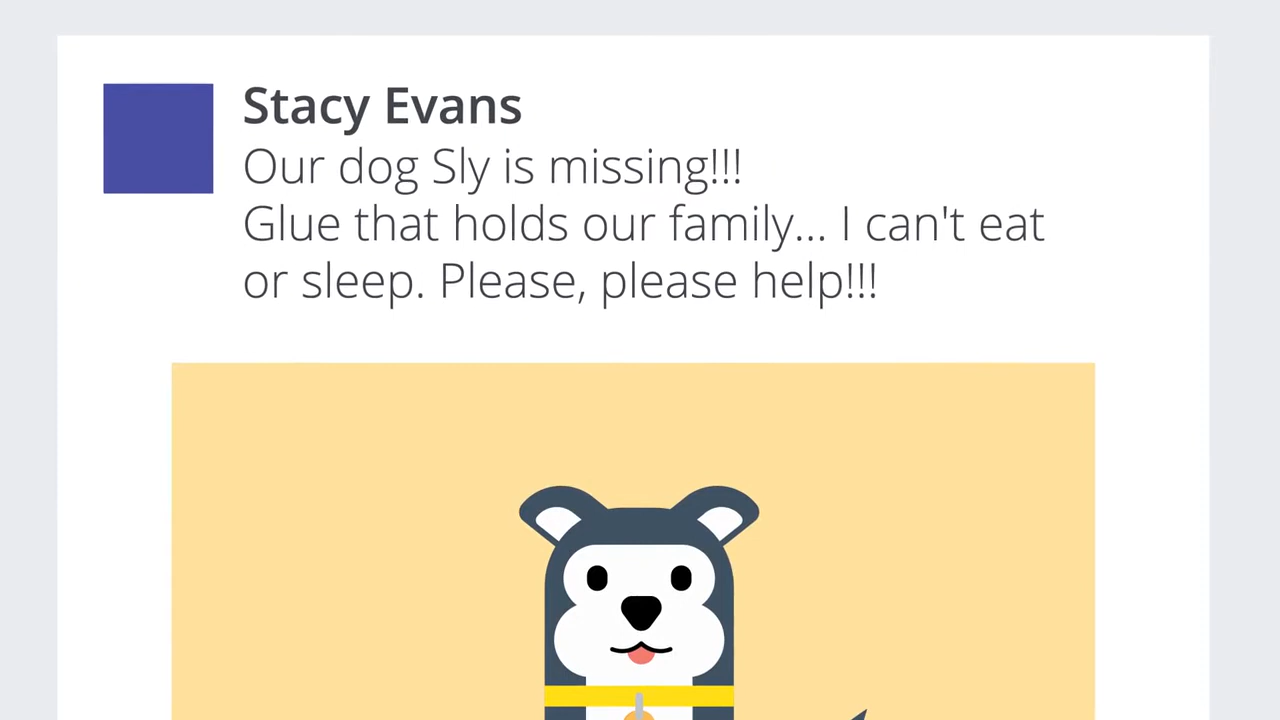 Stacy Evans
Our dog Sly is missing!!!
Glue that holds our family... I can't eat
or sleep. Please, please help!!!